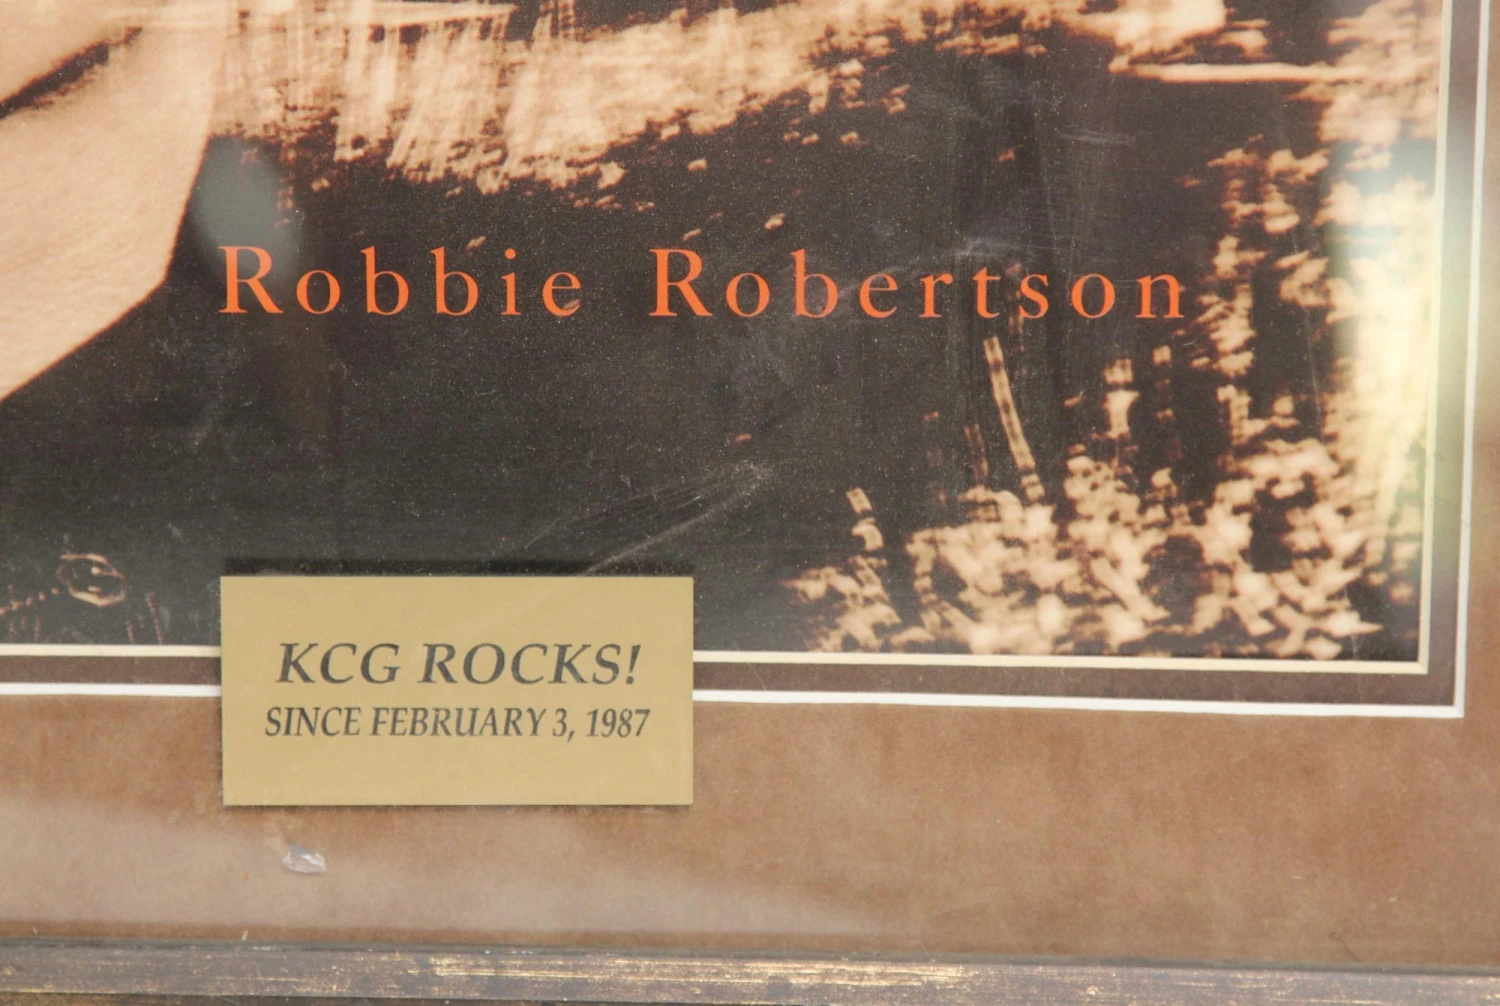 Robbie Robertson
KCG ROCKS!
SINCE FEBRUARY 3, 1987